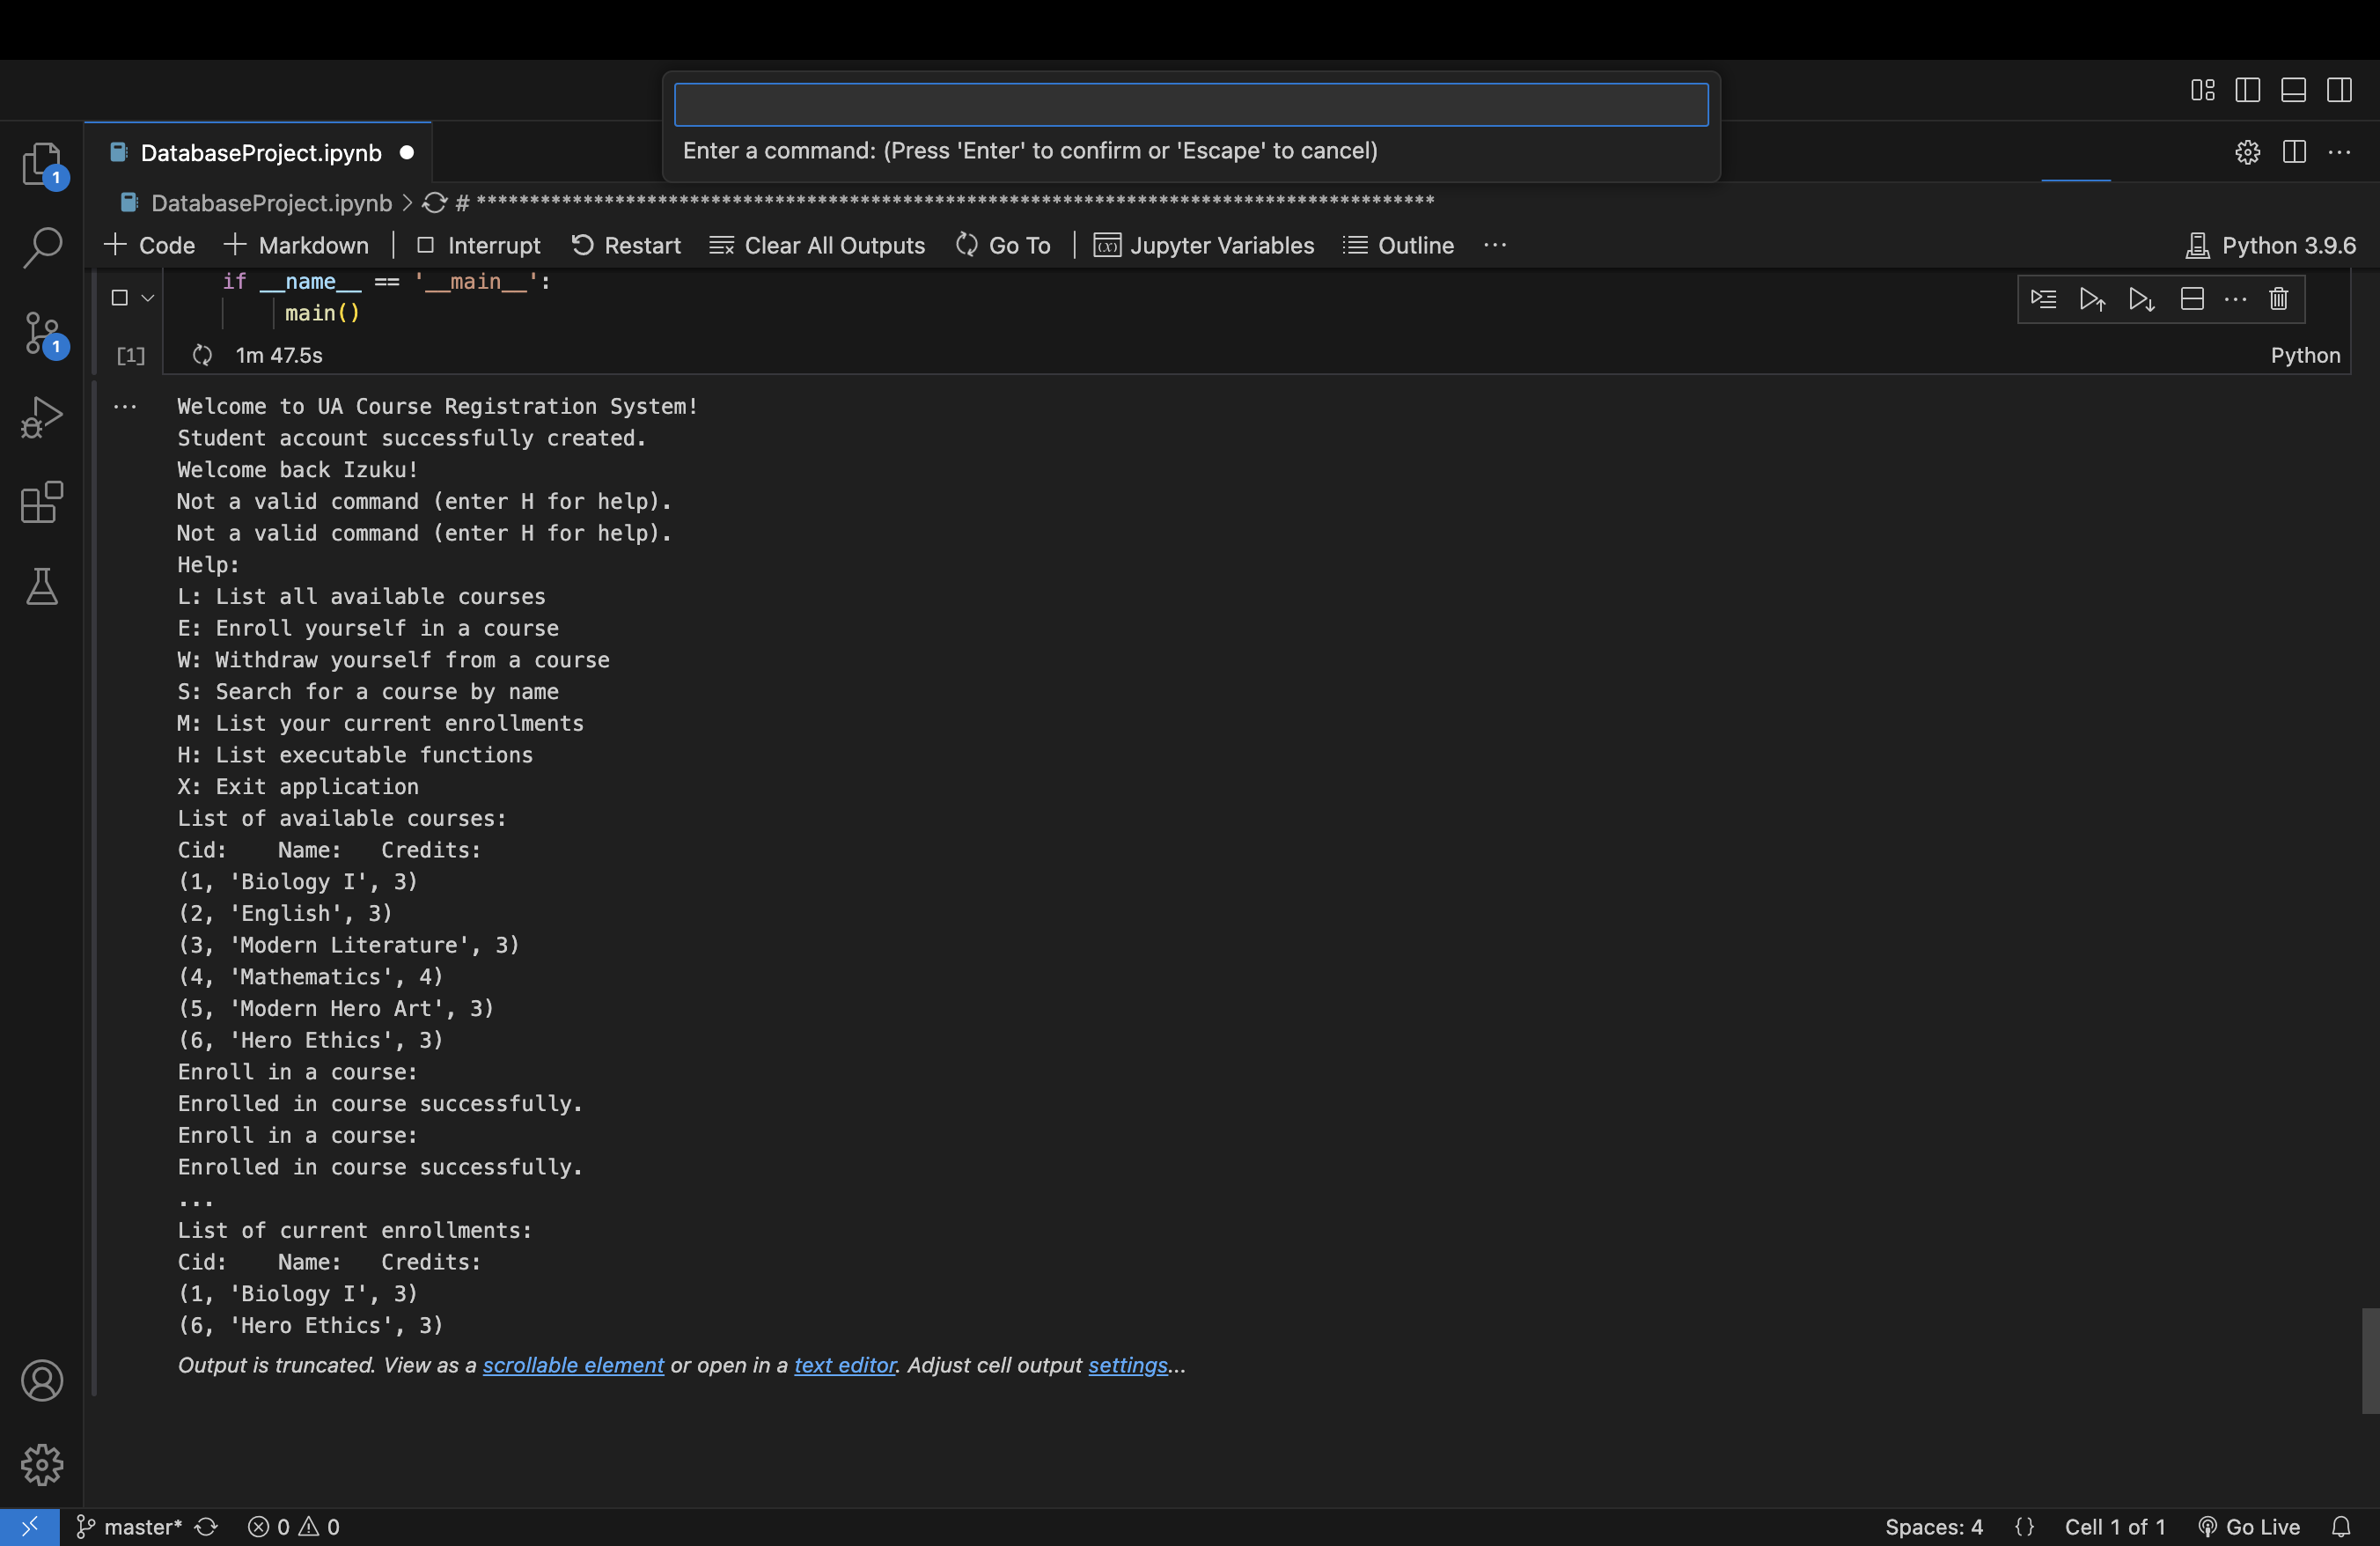 Enter a command: (Press 'Enter' to confirm or 'Escape' to cancel)
1
DatabaseProject.ipynb
DatabaseProject.ipynb > # ******************************************************************************************
Code Markdown Interrupt Restart Clear All Outputs Go To Jupyter Variables Outline ... Python 3.9.6
if __name__ == '__main__':
main()
1
[1] 1m 47.5s Python
... Welcome to UA Course Registration System!
Student account successfully created.
Welcome back Izuku!
Not a valid command (enter H for help).
Not a valid command (enter H for help).
Help:
L: List all available courses
E: Enroll yourself in a course
W: Withdraw yourself from a course
S: Search for a course by name
M: List your current enrollments
H: List executable functions
X: Exit application
List of available courses:
Cid:    Name:   Credits:
(1, 'Biology I', 3)
(2, 'English', 3)
(3, 'Modern Literature', 3)
(4, 'Mathematics', 4)
(5, 'Modern Hero Art', 3)
(6, 'Hero Ethics', 3)
Enroll in a course:
Enrolled in course successfully.
Enroll in a course:
Enrolled in course successfully.
...
List of current enrollments:
Cid:    Name:   Credits:
(1, 'Biology I', 3)
(6, 'Hero Ethics', 3)
Output is truncated. View as a scrollable element or open in a text editor. Adjust cell output settings...
master* 0 0 Spaces: 4 {} Cell 1 of 1 Go Live